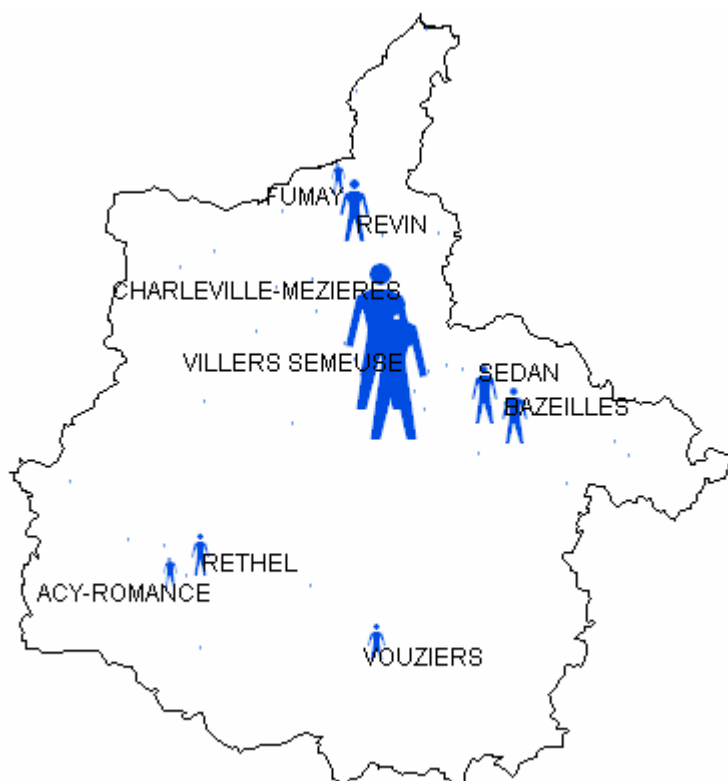 FUMAY
REVIN
CHARLEVILLE-MEZIERES
VILLERS SEMEUSE
SEDAN
BAZEILLES
RETHEL
ACY-ROMANCE
VOUZIERS